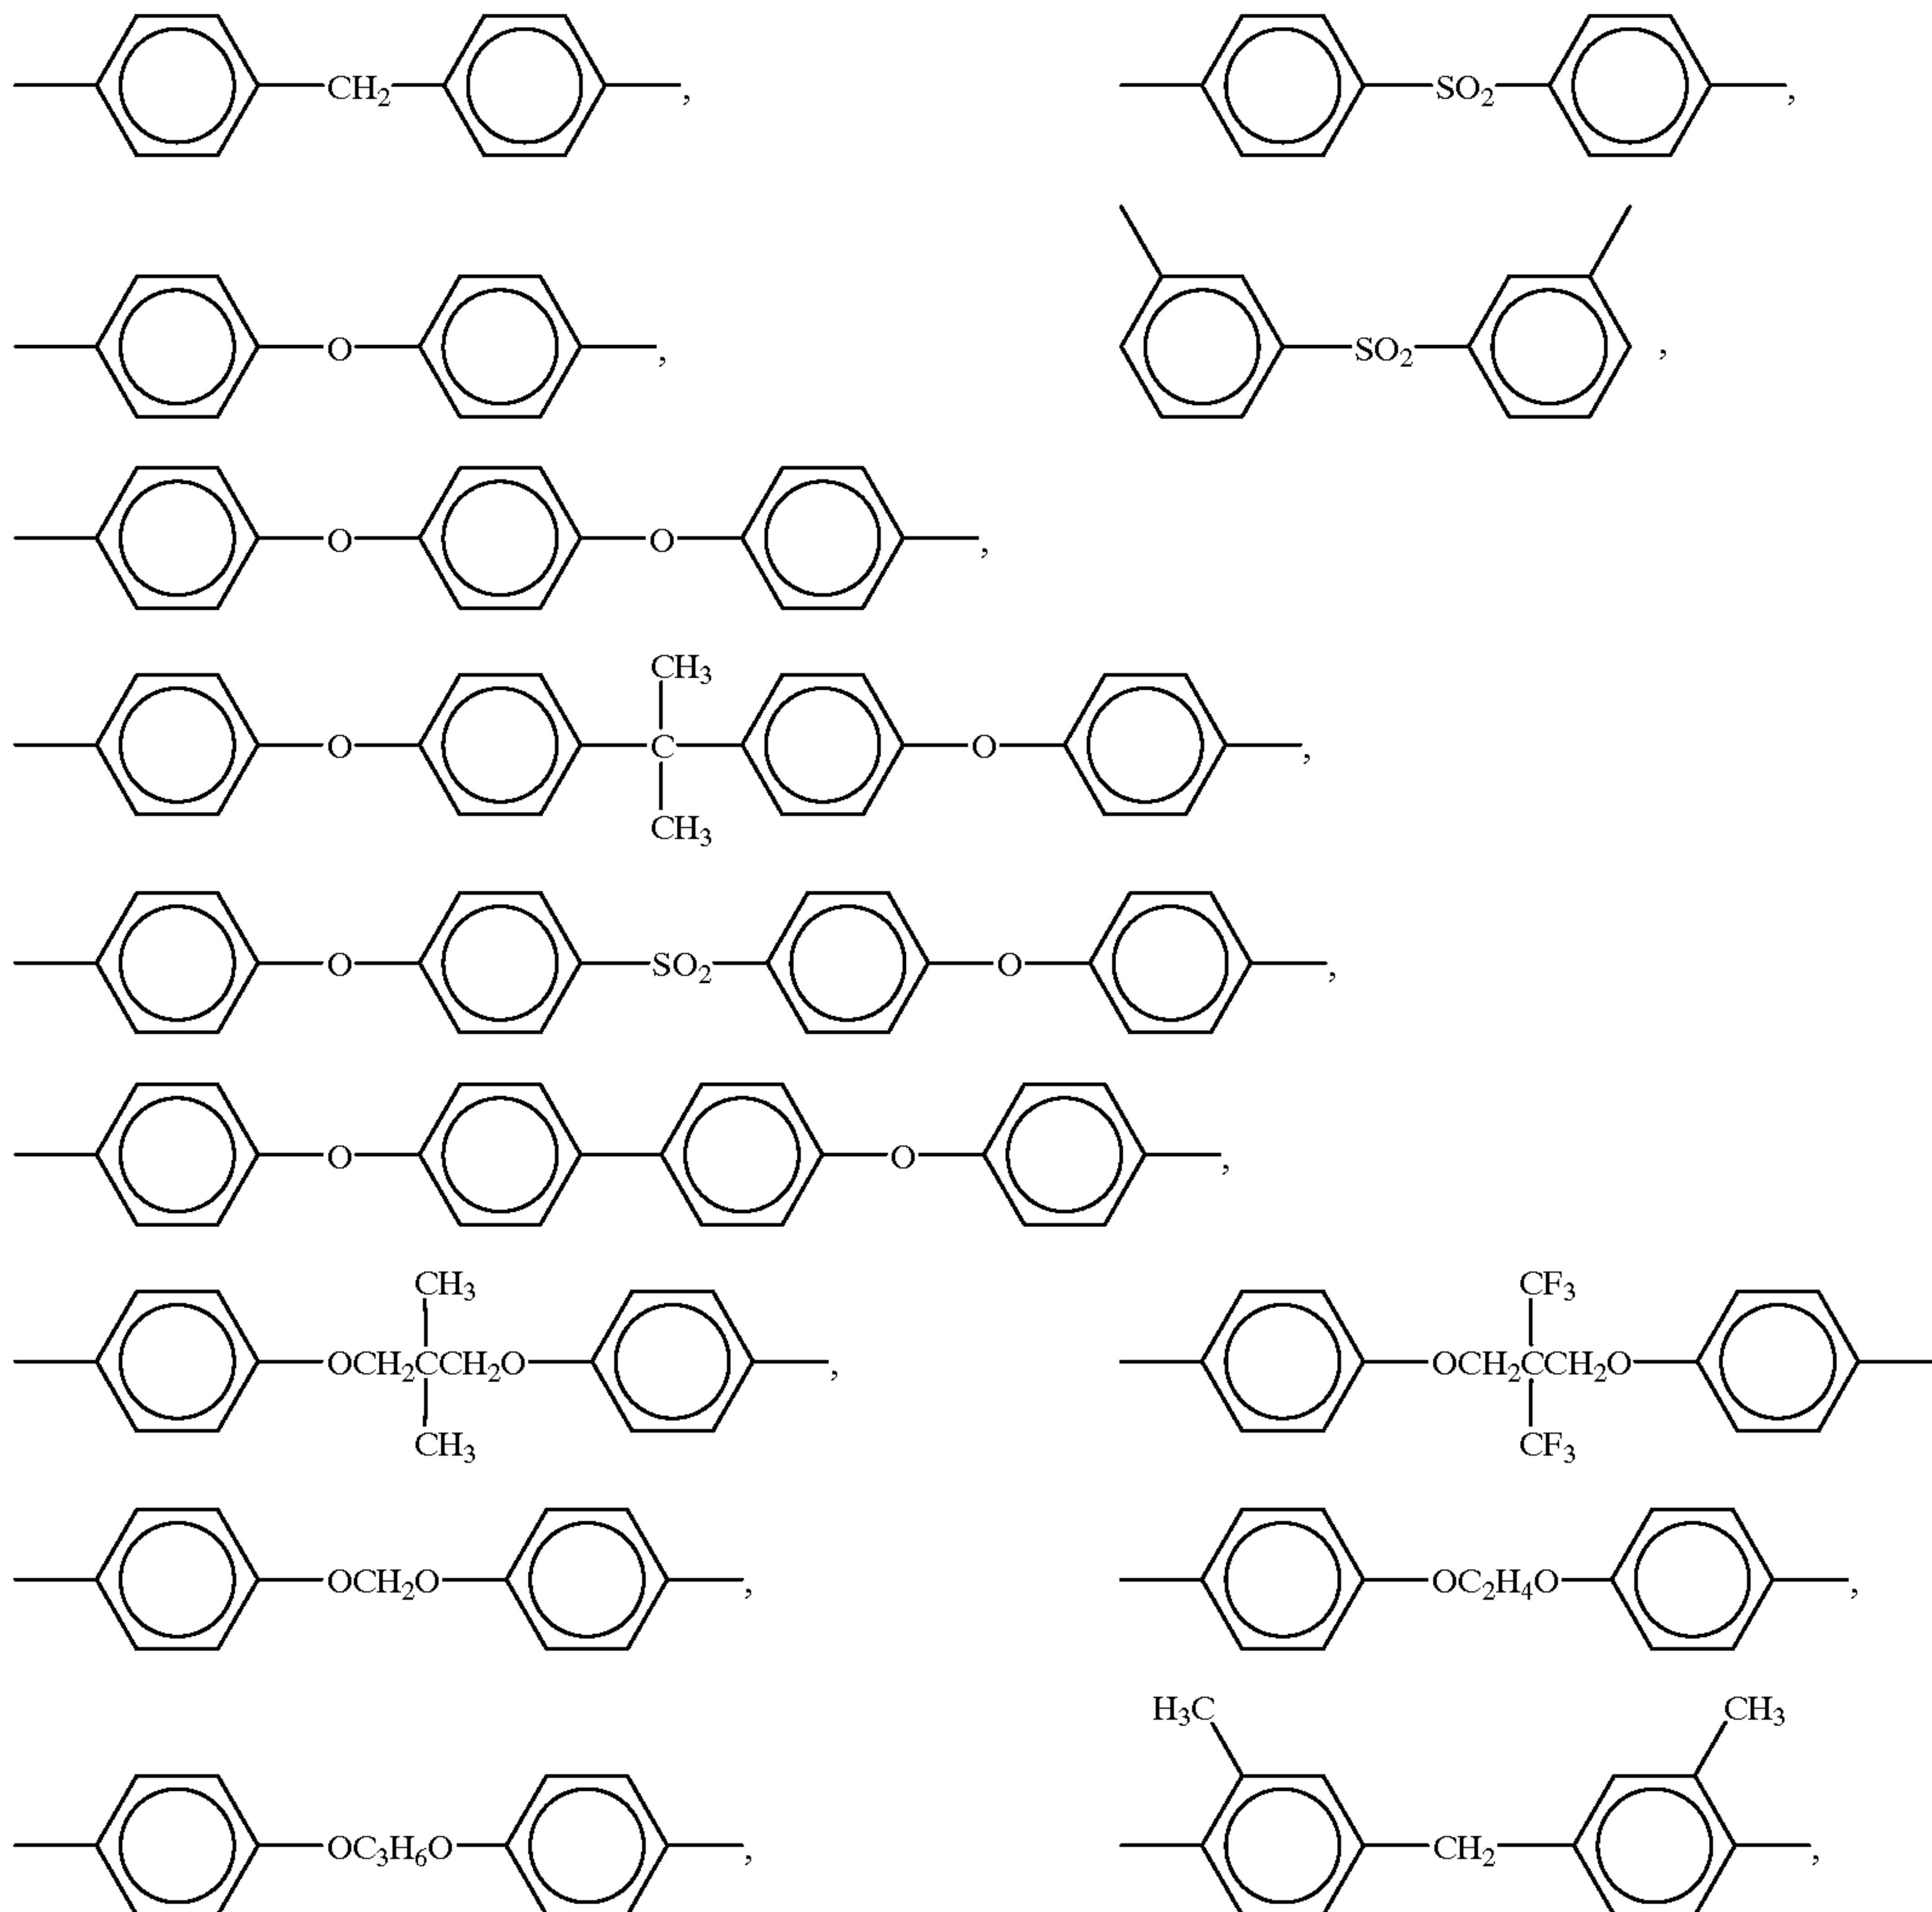 CH₂ , SO₂ ,
O , SO₂ ,
O O ,
CH₃
O C O ,
CH₃
O SO₂ O ,
O O ,
CH₃ CF₃
OCH₂CCH₂O , OCH₂CCH₂O
CH₃ CF₃
OCH₂O , OC₂H₄O ,
H₃C CH₃
OC₃H₆O , CH₂ ,